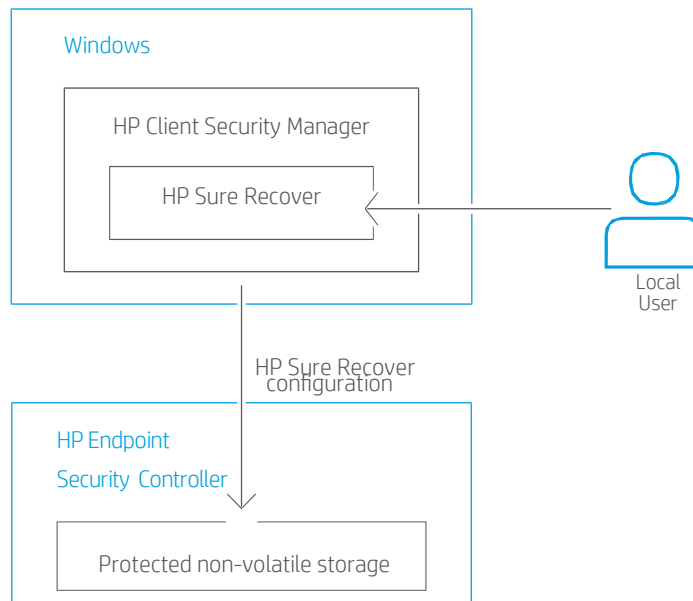 Windows
HP Client Security Manager
HP Sure Recover
Local
User
HP Sure Recover
configuration
HP Endpoint
Security Controller
Protected non-volatile storage